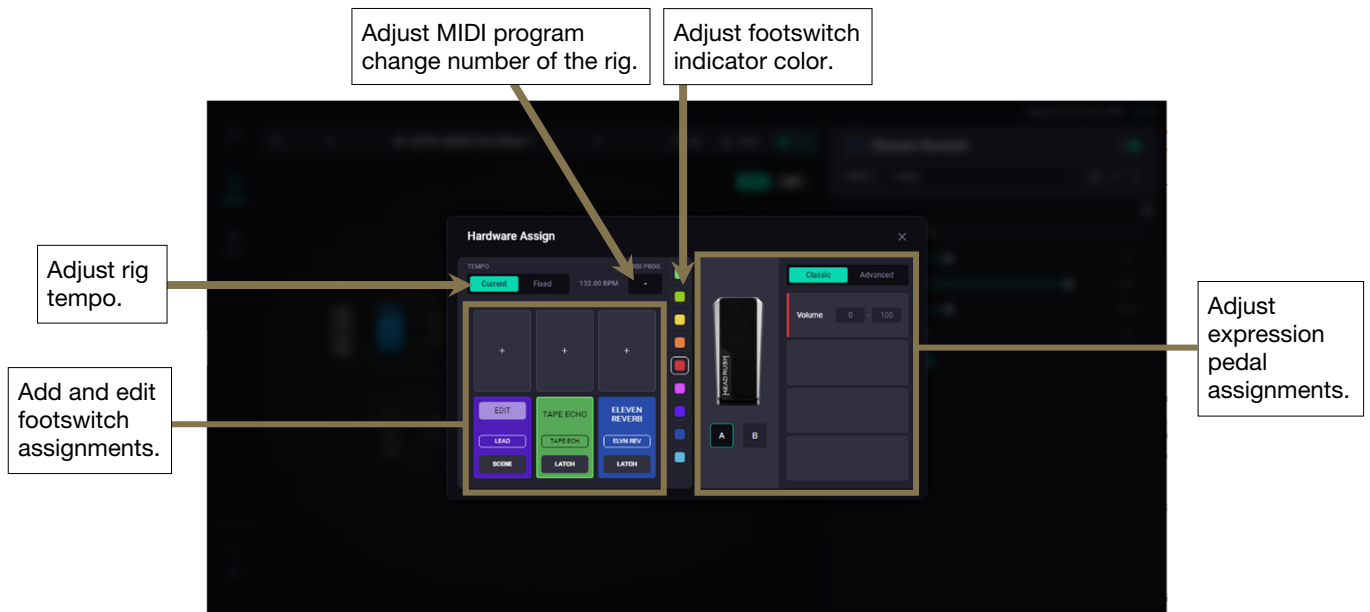 Adjust MIDI program
change number of the rig.
Adjust footswitch
indicator color.
Hardware Assign
TEMPO
Current
Fixed
132.00 BPM
-
Classic
Advanced
Volume
0
-
100
Adjust rig
tempo.
Add and edit
footswitch
assignments.
+
+
+
EDIT
LEAD
SCENE
TAPE ECHO
TAPE ECH
LATCH
ELEVEN
REVERB
ELVN REV
LATCH
HEADRUSH
A
B
Adjust
expression
pedal
assignments.